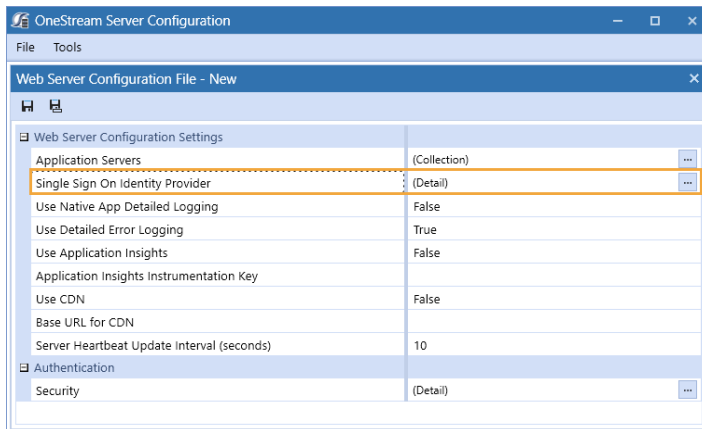 OneStream Server Configuration
File Tools
Web Server Configuration File - New
Web Server Configuration Settings
Application Servers (Collection) ...
Single Sign On Identity Provider (Detail) ...
Use Native App Detailed Logging False
Use Detailed Error Logging True
Use Application Insights False
Application Insights Instrumentation Key
Use CDN False
Base URL for CDN
Server Heartbeat Update Interval (seconds) 10
Authentication
Security (Detail) ...